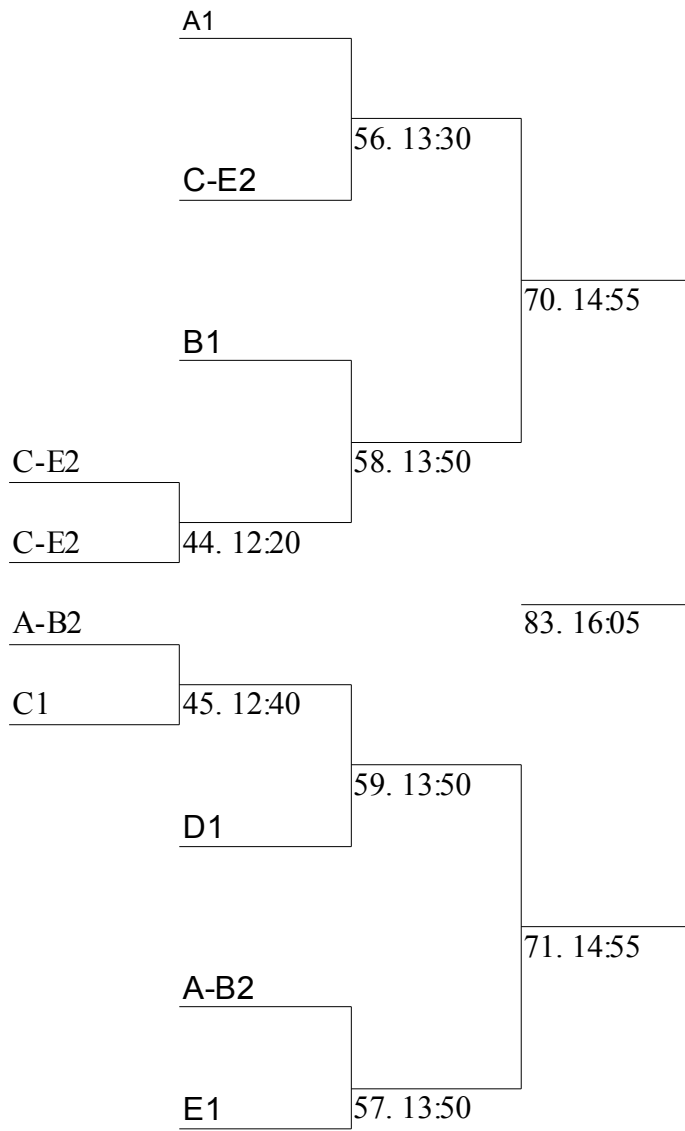 A1
56. 13:30
C-E2
70. 14:55
B1
C-E2
58. 13:50
C-E2
44. 12:20
A-B2
83. 16:05
C1
45. 12:40
59. 13:50
D1
71. 14:55
A-B2
E1
57. 13:50